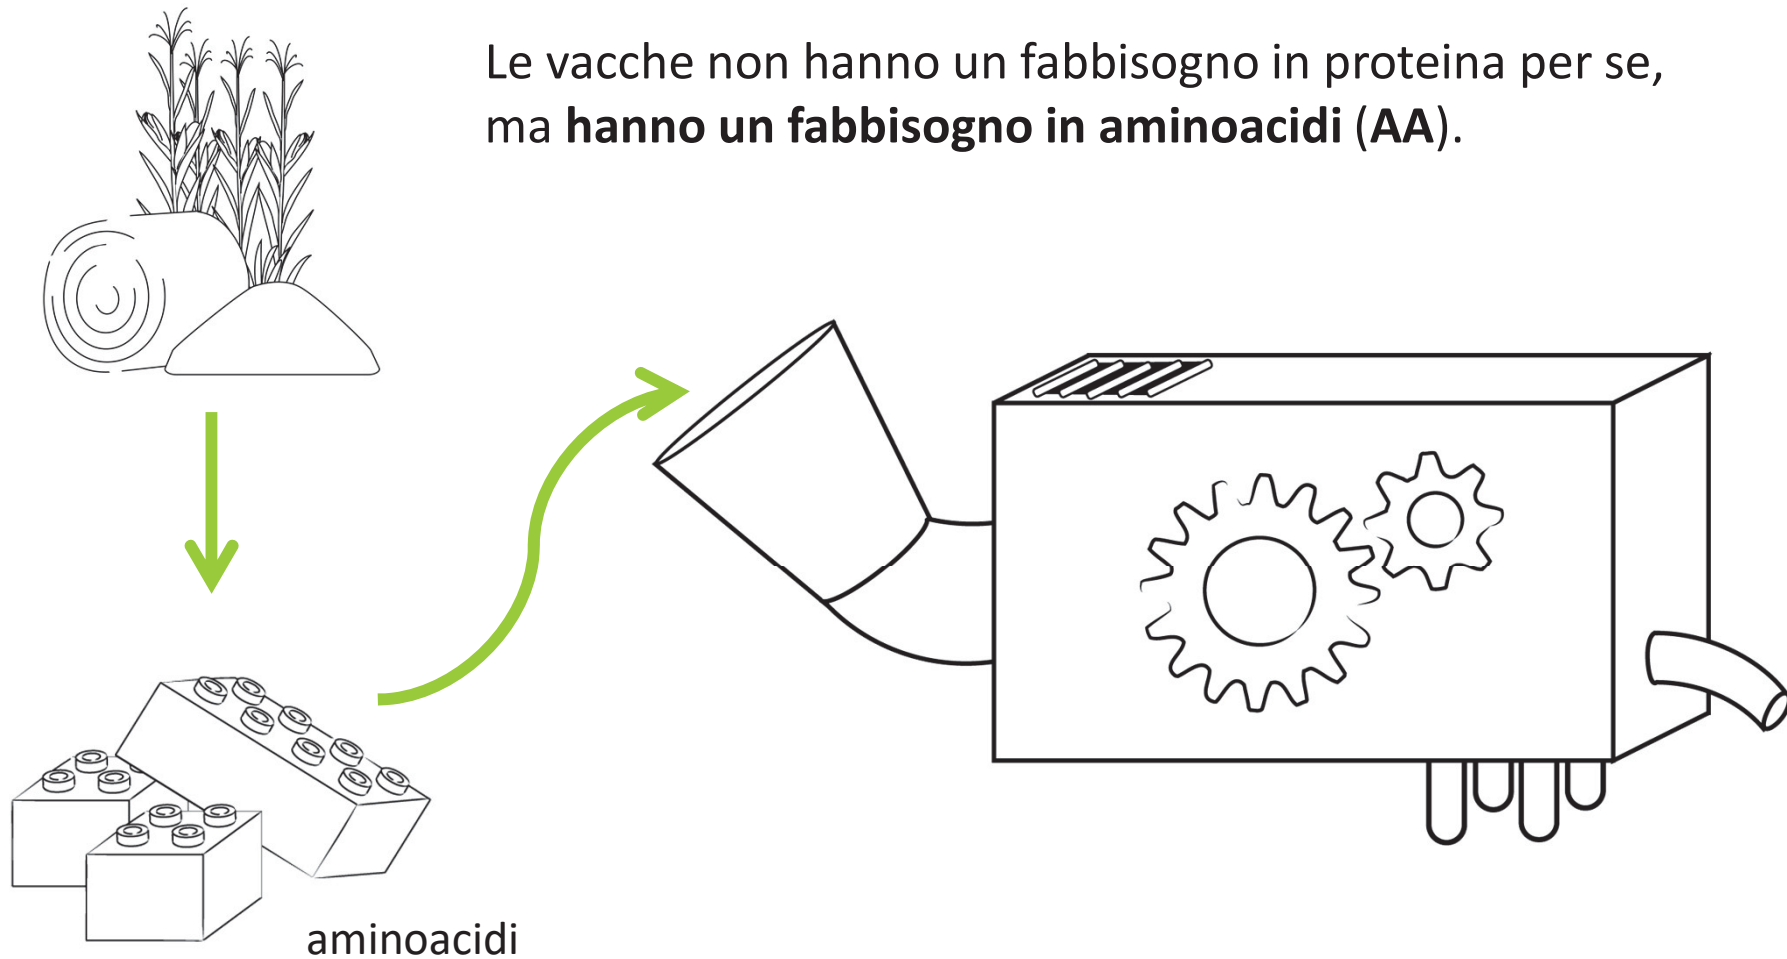 Le vacche non hanno un fabbisogno in proteina per se,
ma hanno un fabbisogno in aminoacidi (AA).
aminoacidi